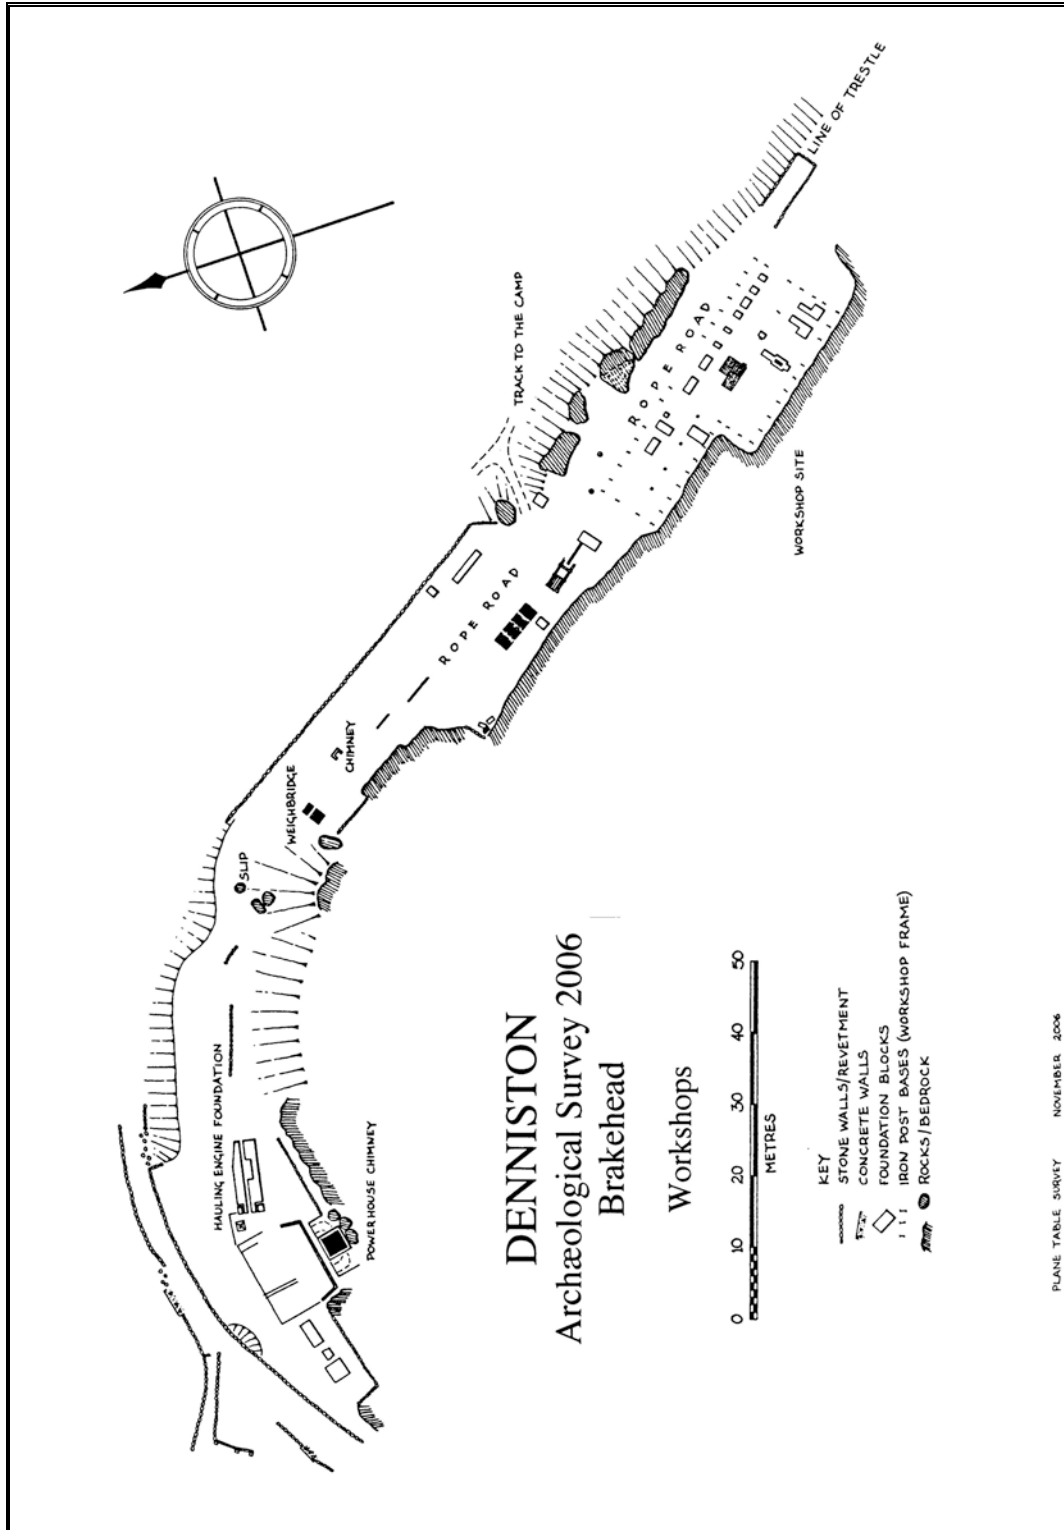 DENNISTON
Archæological Survey 2006
Brakehead
Workshops
0 10 20 30 40 50
METRES
KEY
STONE WALLS/REVETMENT
CONCRETE WALLS
FOUNDATION BLOCKS
IRON POST BASES (WORKSHOP FRAME)
ROCKS/BEDROCK
PLANE TABLE SURVEY NOVEMBER 2006
HAULING ENGINE FOUNDATION
POWERHOUSE CHIMNEY
SLIP
WEIGHBRIDGE
CHIMNEY
ROPE ROAD
TRACK TO THE CAMP
ROPE ROAD
WORKSHOP SITE
LINE OF TRESTLE